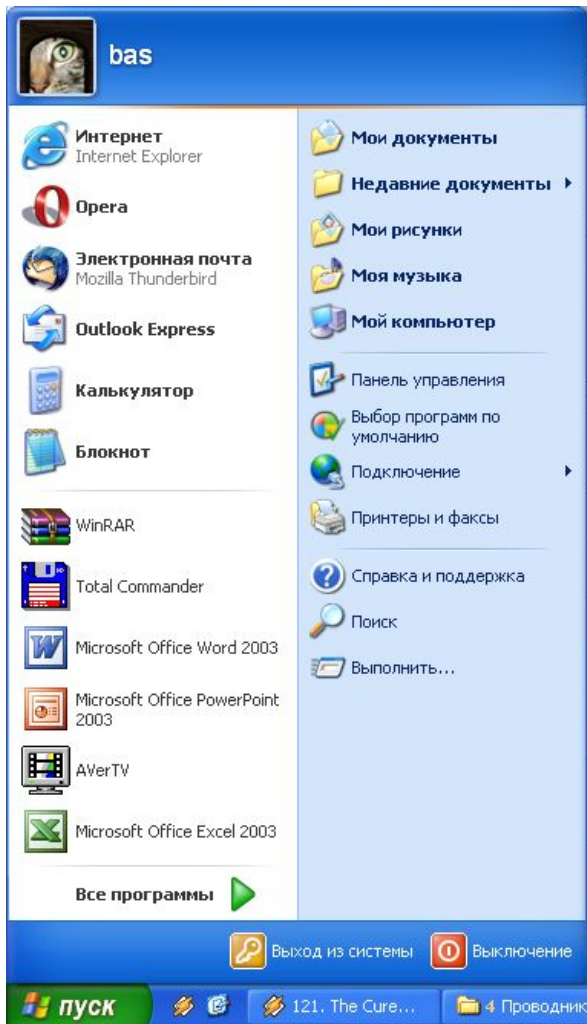 bas
Интернет
Internet Explorer
Opera
Электронная почта
Mozilla Thunderbird
Outlook Express
Калькулятор
Блокнот
WinRAR
Total Commander
Microsoft Office Word 2003
Microsoft Office PowerPoint
2003
AVerTV
Microsoft Office Excel 2003
Все программы
Мои документы
Недавние документы
Мои рисунки
Моя музыка
Мой компьютер
Панель управления
Выбор программ по
умолчанию
Подключение
Принтеры и факсы
Справка и поддержка
Поиск
Выполнить...
Выход из системы
Выключение
пуск
121. The Cure...
4 Проводник